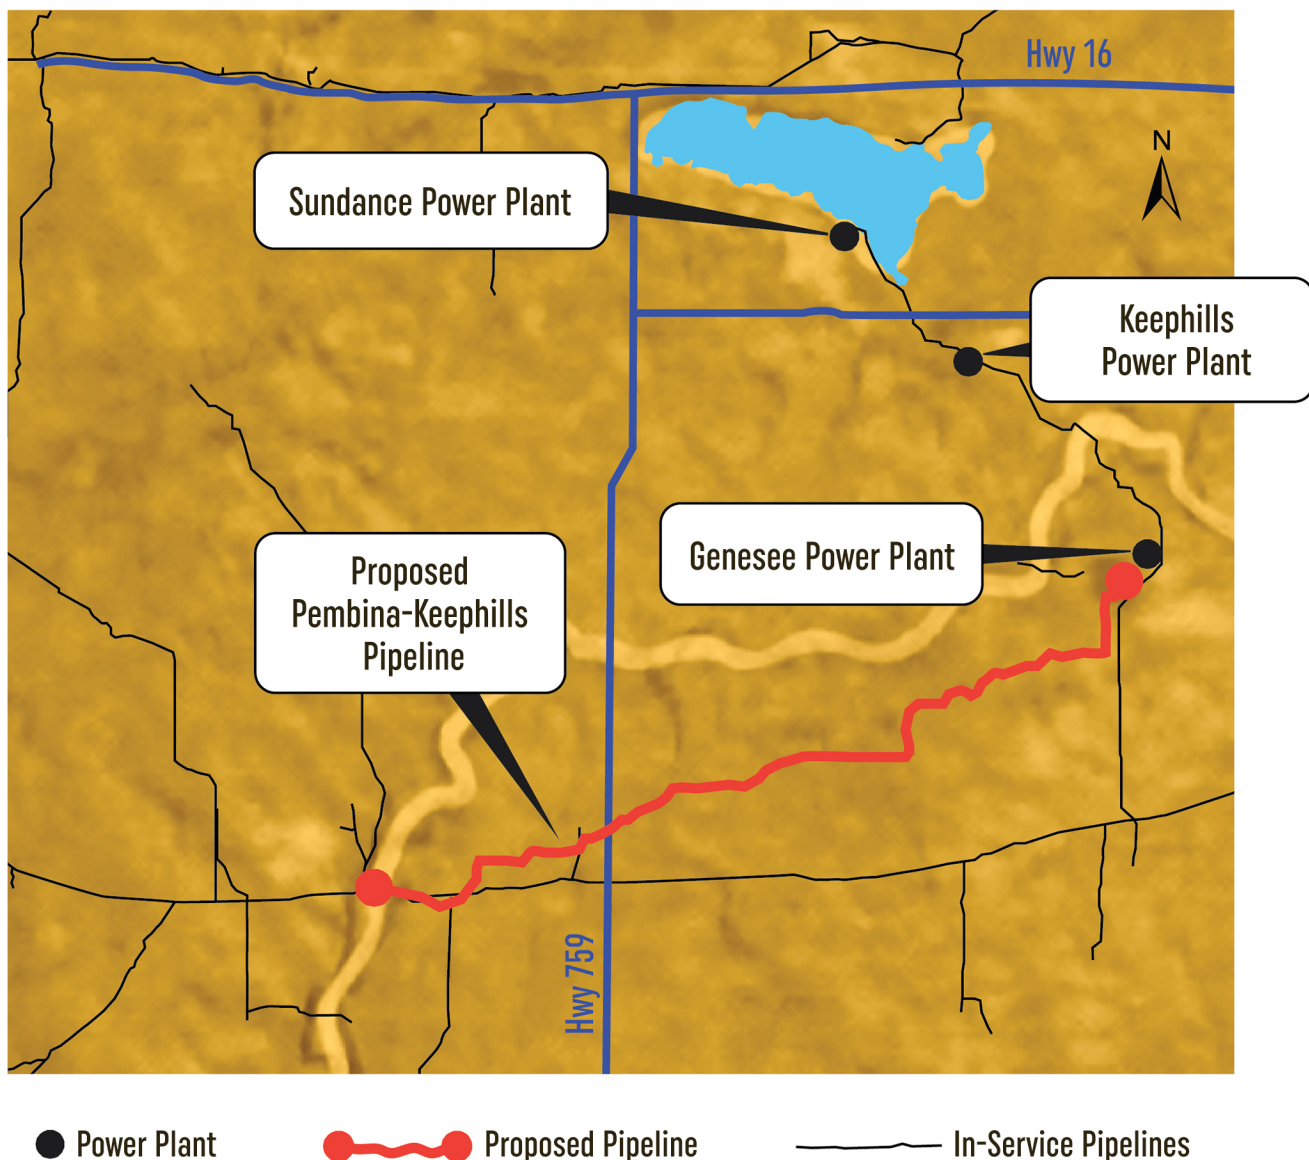 Hwy 16
N
Sundance Power Plant
Keephills
Power Plant
Genesee Power Plant
Proposed
Pembina-Keephills
Pipeline
Hwy 759
Power Plant
Proposed Pipeline
In-Service Pipelines